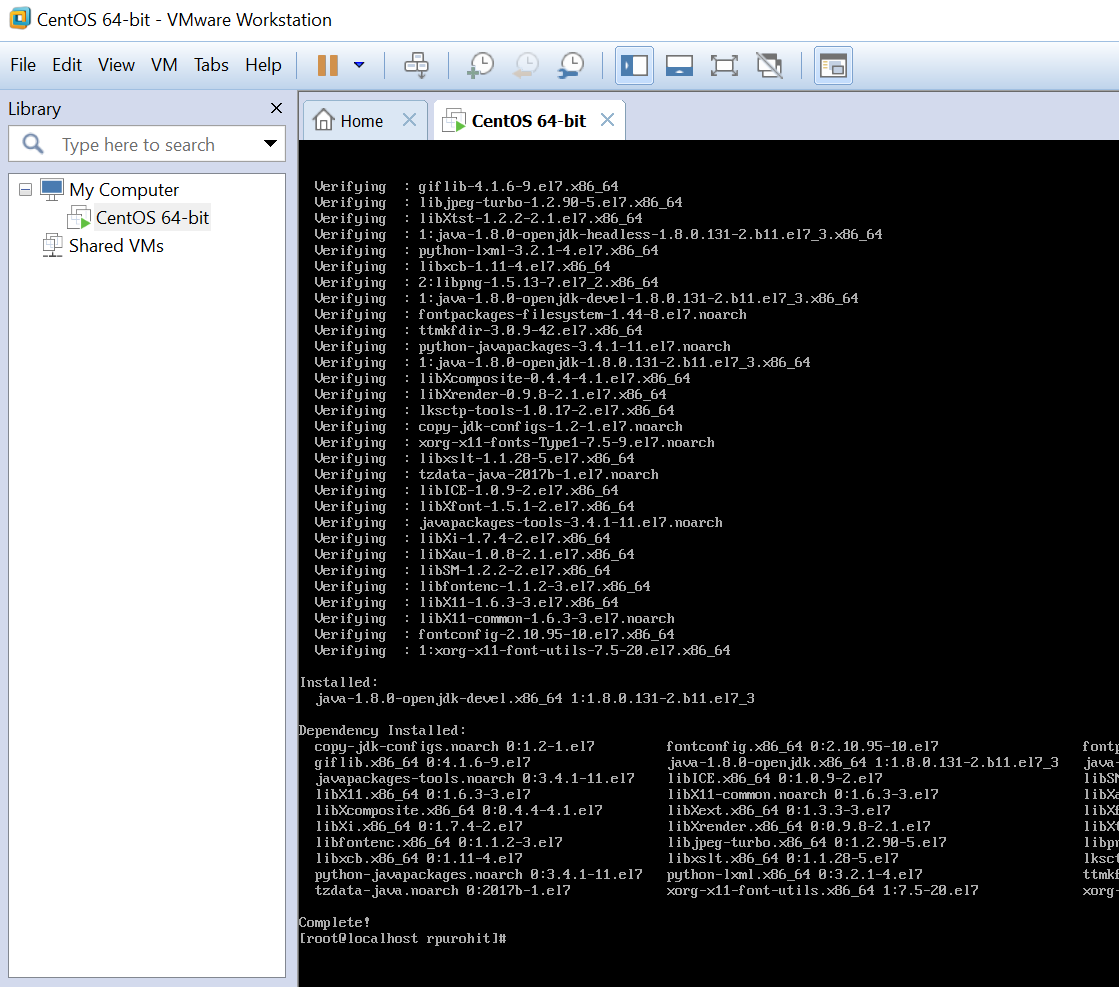 CentOS 64-bit - VMware Workstation
File Edit View VM Tabs Help
Library
Type here to search
My Computer
CentOS 64-bit
Shared VMs
Home
CentOS 64-bit
Verifying : giflib-4.1.6-9.el7.x86_64
Verifying : libjpeg-turbo-1.2.90-5.el7.x86_64
Verifying : libXtst-1.2.2-2.1.el7.x86_64
Verifying : 1:java-1.8.0-openjdk-headless-1.8.0.131-2.b11.el7_3.x86_64
Verifying : python-lxml-3.2.1-4.el7.x86_64
Verifying : libxcb-1.11-4.el7.x86_64
Verifying : 2:libpng-1.5.13-7.el7_2.x86_64
Verifying : 1:java-1.8.0-openjdk-devel-1.8.0.131-2.b11.el7_3.x86_64
Verifying : fontpackages-filesystem-1.44-8.el7.noarch
Verifying : ttmkfdir-3.0.9-42.el7.x86_64
Verifying : python-javapackages-3.4.1-11.el7.noarch
Verifying : 1:java-1.8.0-openjdk-1.8.0.131-2.b11.el7_3.x86_64
Verifying : libXcomposite-0.4.4-4.1.el7.x86_64
Verifying : libXrender-0.9.8-2.1.el7.x86_64
Verifying : lksctp-tools-1.0.17-2.el7.x86_64
Verifying : copy-jdk-configs-1.2-1.el7.noarch
Verifying : xorg-x11-fonts-Type1-7.5-9.el7.noarch
Verifying : libxslt-1.1.28-5.el7.x86_64
Verifying : tzdata-java-2017b-1.el7.noarch
Verifying : libICE-1.0.9-2.el7.x86_64
Verifying : libXfont-1.5.1-2.el7.x86_64
Verifying : javapackages-tools-3.4.1-11.el7.noarch
Verifying : libXi-1.7.4-2.el7.x86_64
Verifying : libXau-1.0.8-2.1.el7.x86_64
Verifying : libSM-1.2.2-2.el7.x86_64
Verifying : libfontenc-1.1.2-3.el7.x86_64
Verifying : libX11-1.6.3-3.el7.x86_64
Verifying : libX11-common-1.6.3-3.el7.noarch
Verifying : fontconfig-2.10.95-10.el7.x86_64
Verifying : 1:xorg-x11-font-utils-7.5-20.el7.x86_64
Installed:
java-1.8.0-openjdk-devel.x86_64 1:1.8.0.131-2.b11.el7_3
Dependency Installed:
copy-jdk-configs.noarch 0:1.2-1.el7 fontconfig.x86_64 0:2.10.95-10.el7 fontp
giflib.x86_64 0:4.1.6-9.el7 java-1.8.0-openjdk.x86_64 1:1.8.0.131-2.b11.el7_3 java-
javapackages-tools.noarch 0:3.4.1-11.el7 libICE.x86_64 0:1.0.9-2.el7 libSM
libX11.x86_64 0:1.6.3-3.el7 libX11-common.noarch 0:1.6.3-3.el7 libXa
libXcomposite.x86_64 0:0.4.4-4.1.el7 libXext.x86_64 0:1.3.3-3.el7 libXf
libXi.x86_64 0:1.7.4-2.el7 libXrender.x86_64 0:0.9.8-2.1.el7 libXt
libfontenc.x86_64 0:1.1.2-3.el7 libjpeg-turbo.x86_64 0:1.2.90-5.el7 libpn
libxcb.x86_64 0:1.11-4.el7 libxslt.x86_64 0:1.1.28-5.el7 lksct
python-javapackages.noarch 0:3.4.1-11.el7 python-lxml.x86_64 0:3.2.1-4.el7 ttmkf
tzdata-java.noarch 0:2017b-1.el7 xorg-x11-font-utils.x86_64 1:7.5-20.el7 xorg-
Complete!
[root@localhost rpurohit]#